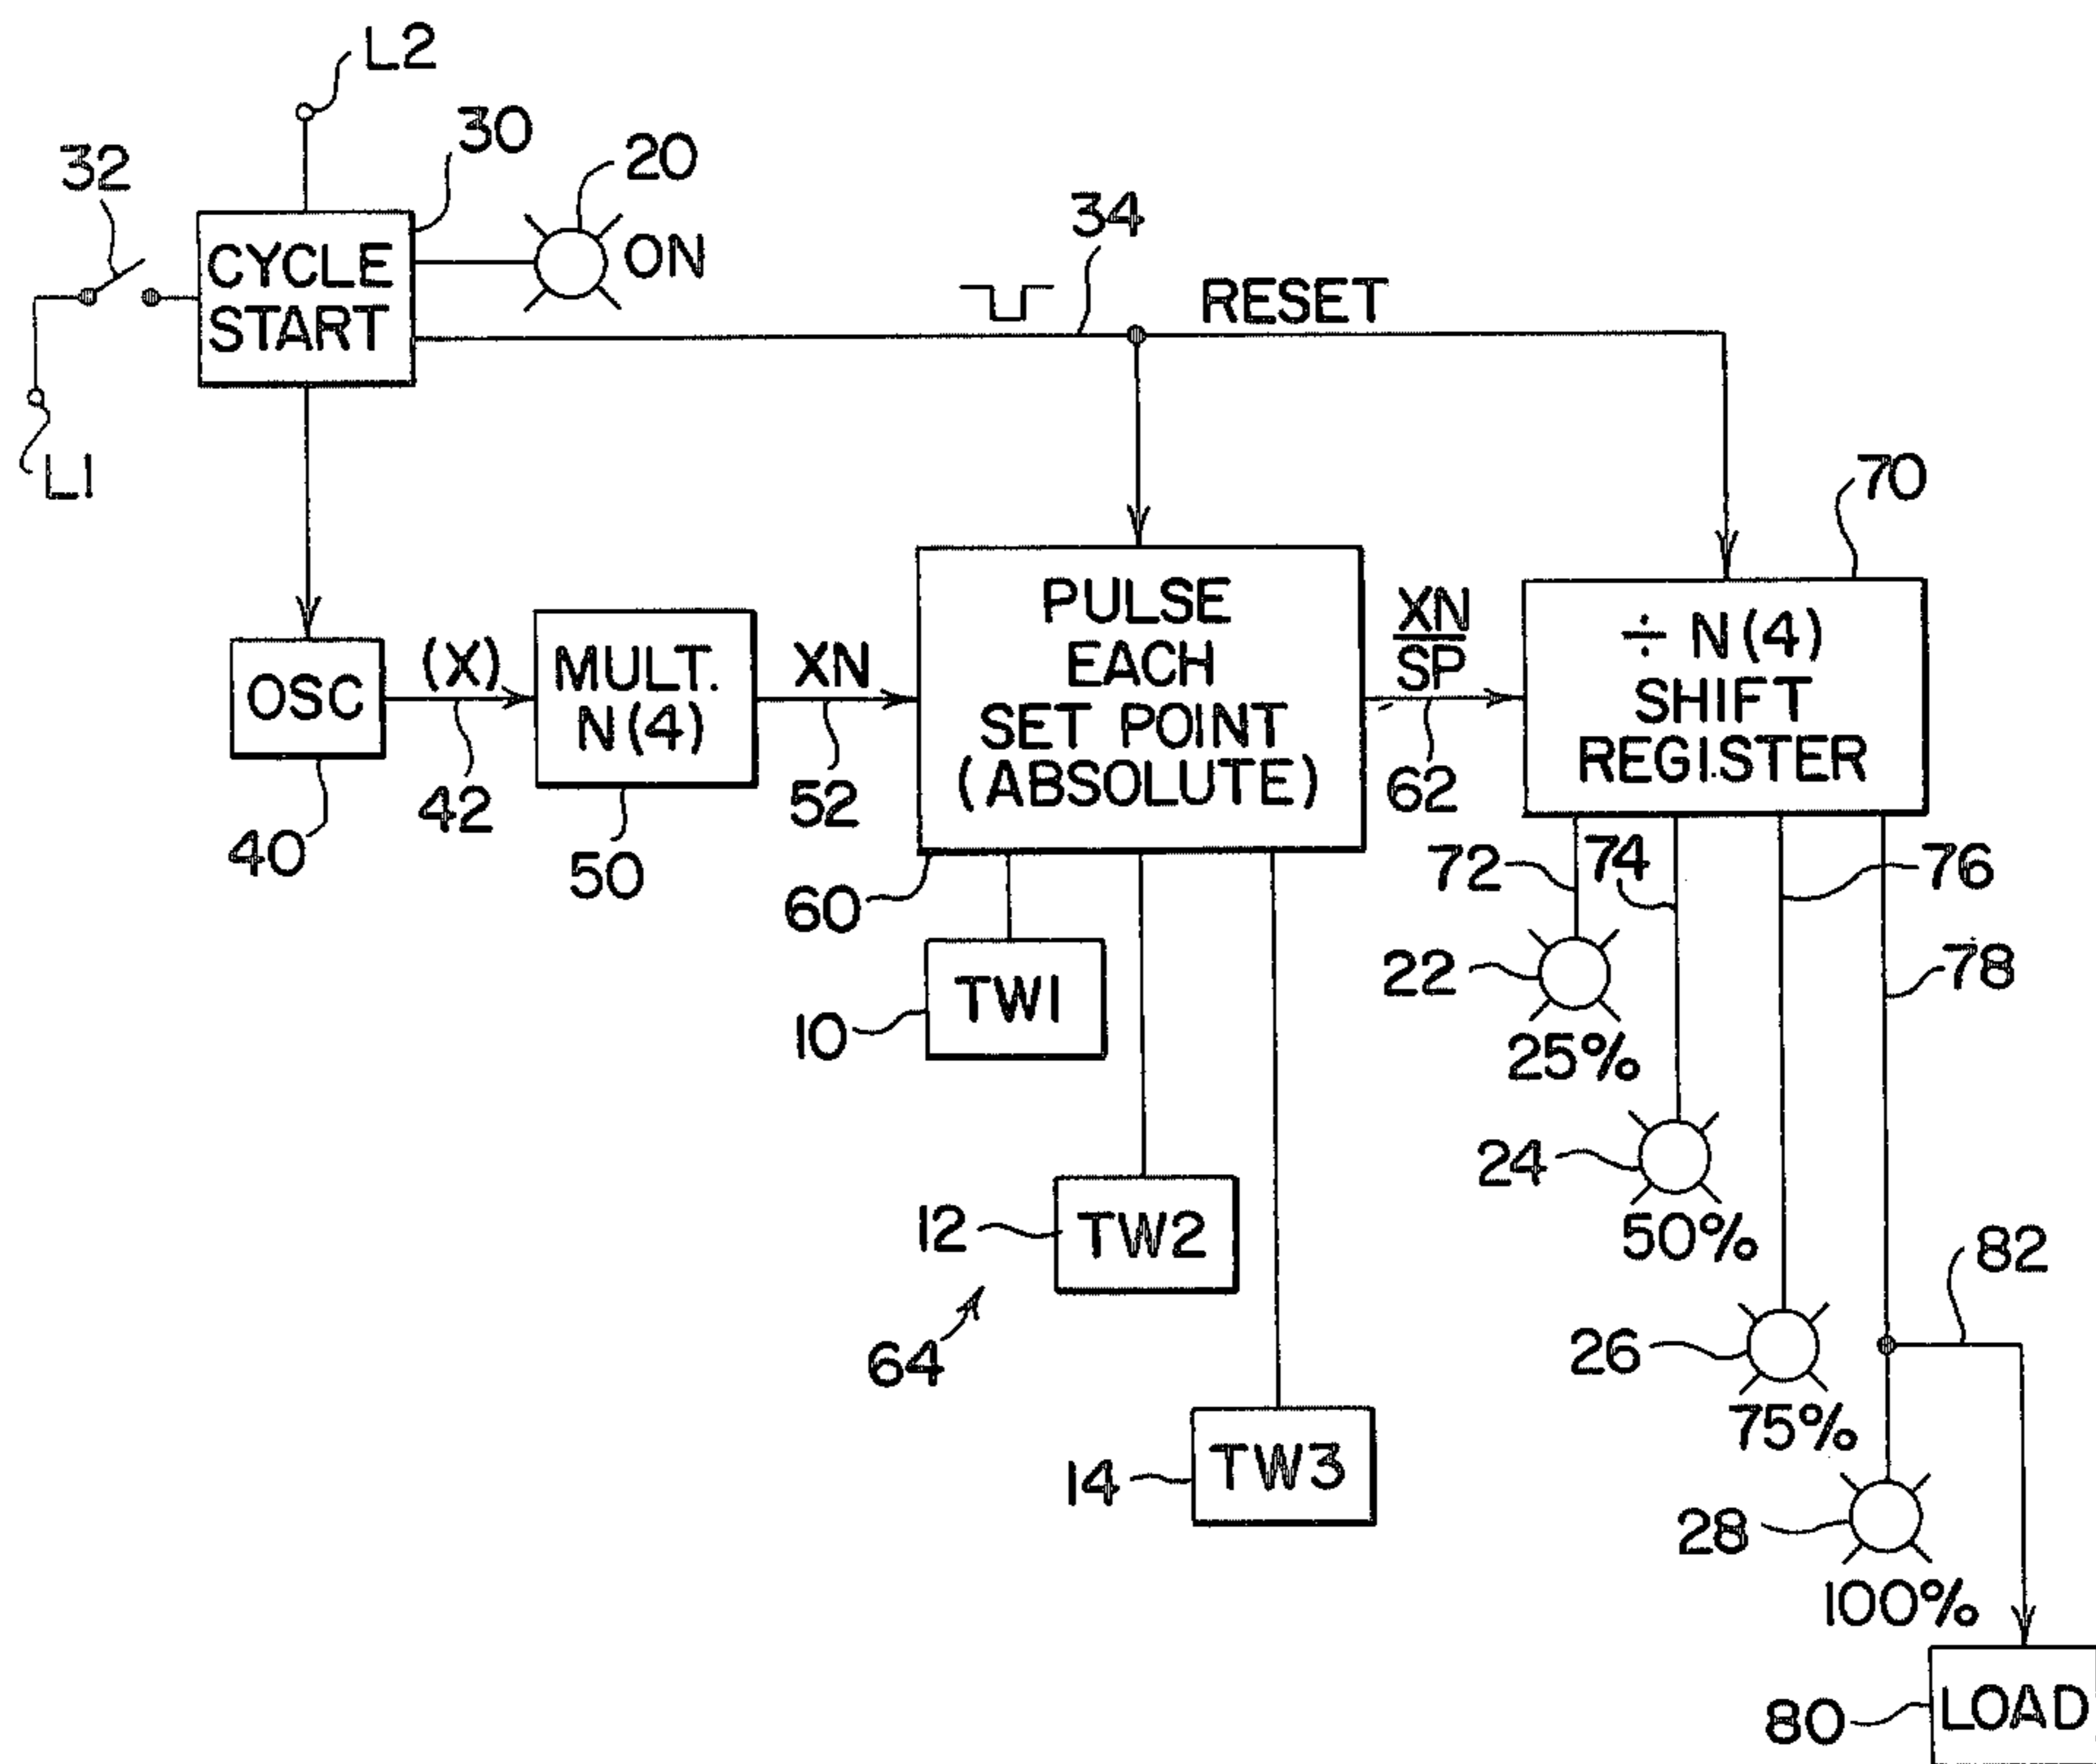 L2
30
20
32
34
CYCLE
START
ON
RESET
L1
70
PULSE
EACH
SET POINT
(ABSOLUTE)
XN
SP
÷ N(4)
SHIFT
REGISTER
OSC
(X)
MULT.
N(4)
XN
42
52
62
40
50
60
72
74
76
78
TW1
10
22
25%
24
50%
12
TW2
82
64
26
75%
14
TW3
28
100%
80
LOAD